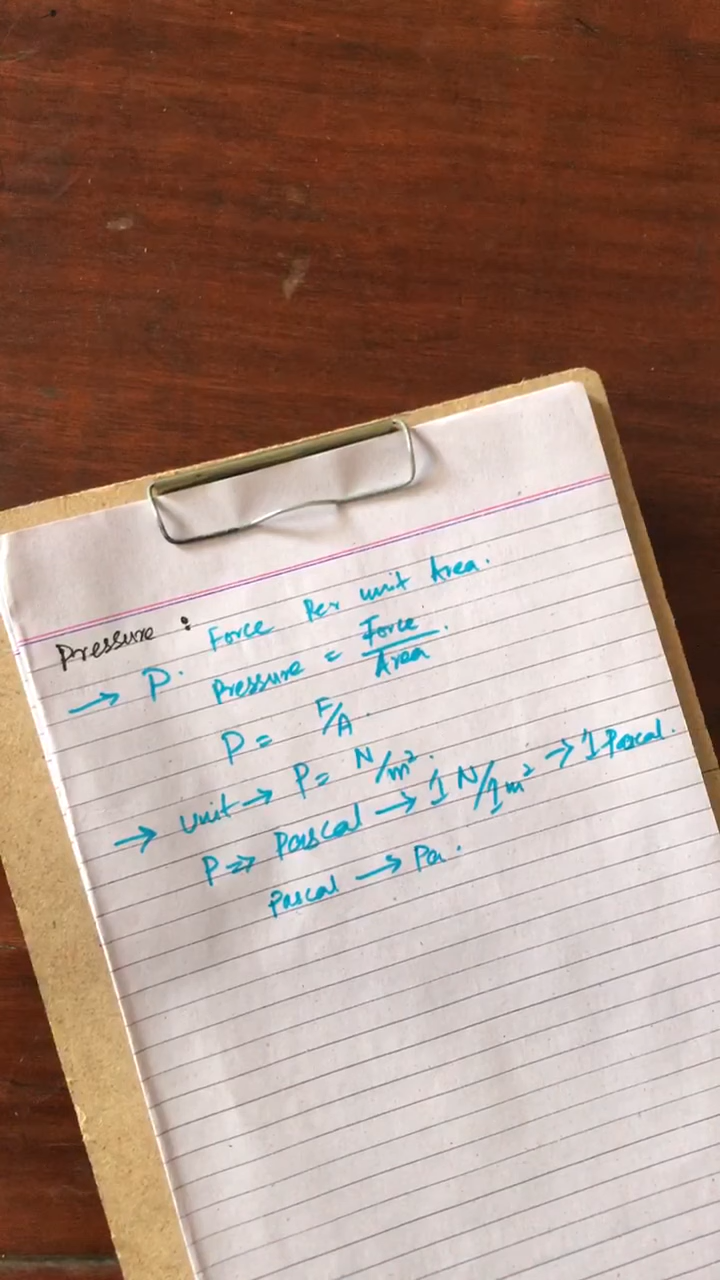 Pressure :
→ P. Force Per unit Area.
Pressure = Force/Area.
P = F/A.
→ unit → P = N/m².
P => Pascal → 1 N/1m² → 1 Pascal.
Pascal → Pa.